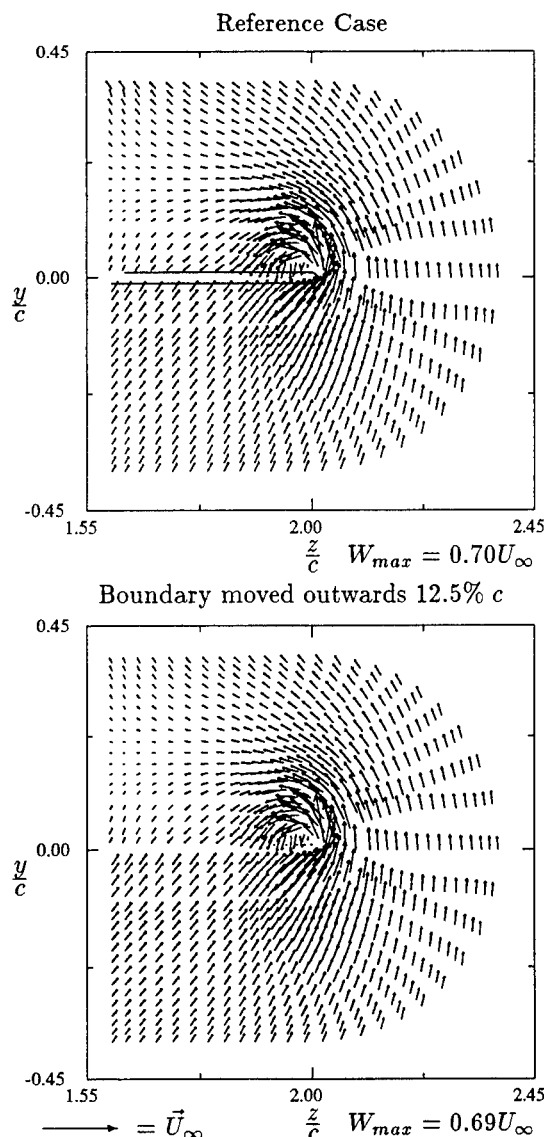 Reference Case
0.45
0.00
y/c
-0.45
1.55 2.00 2.45
z/c W_max = 0.70U_∞
Boundary moved outwards 12.5% c
0.45
0.00
y/c
-0.45
1.55 2.00 2.45
= U⃗_∞ z/c W_max = 0.69U_∞